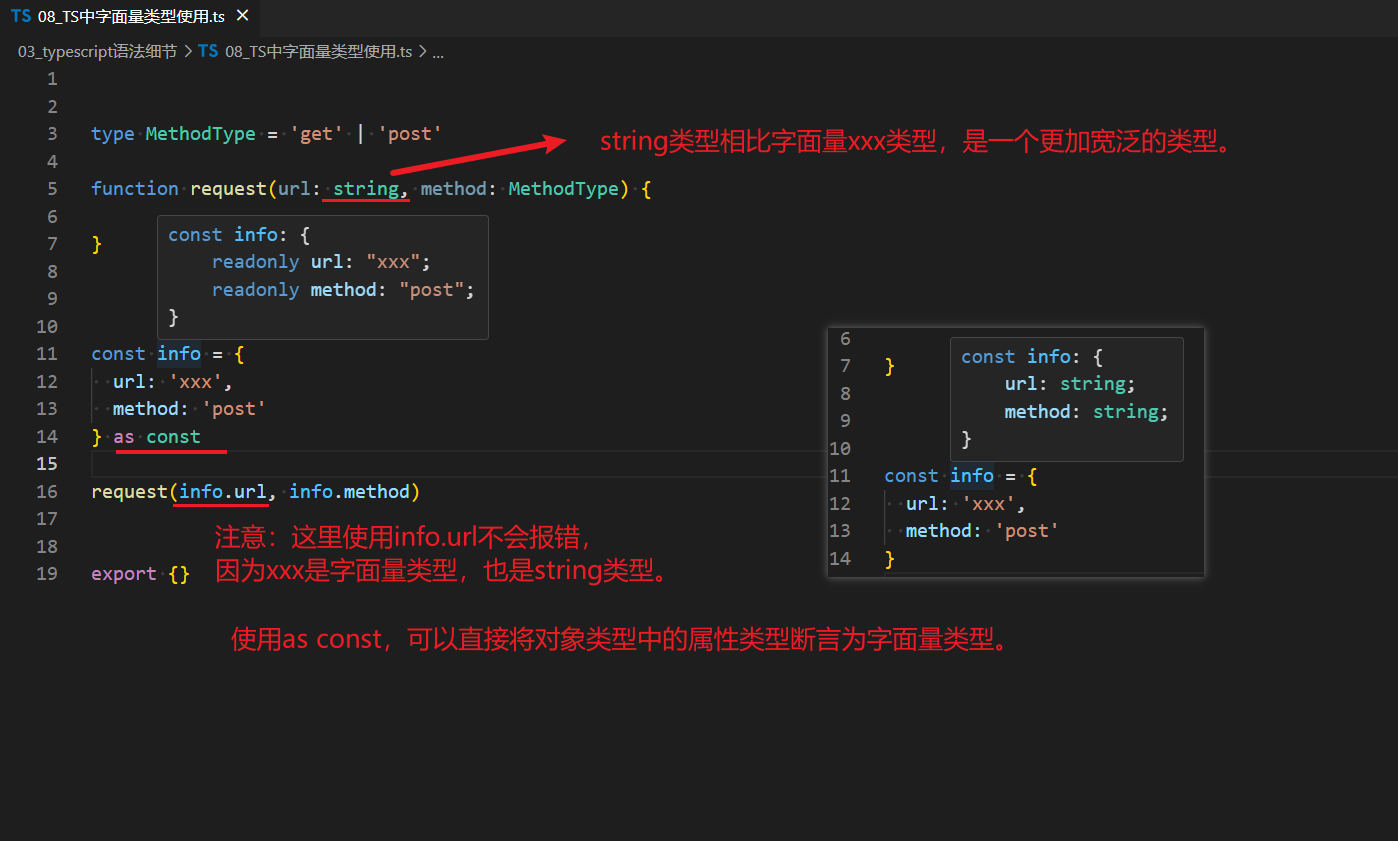 TS 08_TS中字面量类型使用.ts ×
03_typescript语法细节 > TS 08_TS中字面量类型使用.ts > ...
1
2
3 type MethodType = 'get' | 'post'
string类型相比字面量xxx类型，是一个更加宽泛的类型。
4
5 function request(url: string, method: MethodType) {
6
7 }
const info: {
readonly url: "xxx";
readonly method: "post";
}
8
9
10
11 const info = {
12 url: 'xxx',
13 method: 'post'
14 } as const
15
16 request(info.url, info.method)
17
18
19 export {}
注意：这里使用info.url不会报错，
因为xxx是字面量类型，也是string类型。
使用as const，可以直接将对象类型中的属性类型断言为字面量类型。
6
7 }
const info: {
url: string;
method: string;
}
8
9
10
11 const info = {
12 url: 'xxx',
13 method: 'post'
14 }